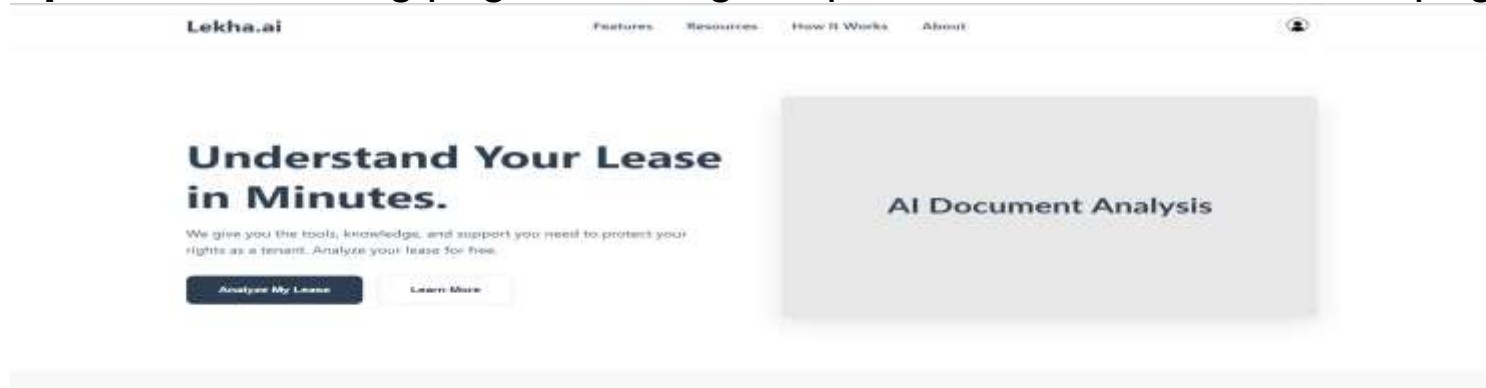 Lekha.ai
Features Resources How It Works About
Understand Your Lease
in Minutes.
We give you the tools, knowledge, and support you need to protect your
rights as a tenant. Analyze your lease for free.
Analyze My Lease Learn More
AI Document Analysis